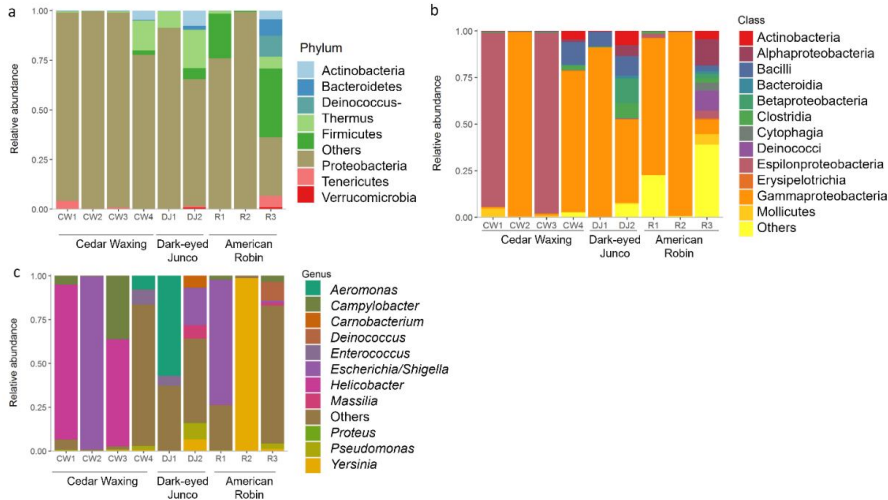 a
Relative abundance
1.00
0.75
0.50
0.25
0.00
CW1 CW2 CW3 CW4 DJ1 DJ2 R1 R2 R3
Cedar Waxing
Dark-eyed
Junco
American
Robin
Phylum
Actinobacteria
Bacteroidetes
Deinococcus-
Thermus
Firmicutes
Others
Proteobacteria
Tenericutes
Verrucomicrobia
b
Relative abundance
1.00
0.75
0.50
0.25
0.00
CW1 CW2 CW3 CW4 DJ1 DJ2 R1 R2 R3
Cedar Waxing
Dark-eyed
Junco
American
Robin
Class
Actinobacteria
Alphaproteobacteria
Bacilli
Bacteroidia
Betaproteobacteria
Clostridia
Cytophagia
Deinococci
Espilonproteobacteria
Erysipelotrichia
Gammaproteobacteria
Mollicutes
Others
c
Relative abundance
1.00
0.75
0.50
0.25
0.00
CW1 CW2 CW3 CW4 DJ1 DJ2 R1 R2 R3
Cedar Waxing
Dark-eyed
Junco
American
Robin
Genus
Aeromonas
Campylobacter
Carnobacterium
Deinococcus
Enterococcus
Escherichia/Shigella
Helicobacter
Massilia
Others
Proteus
Pseudomonas
Yersinia